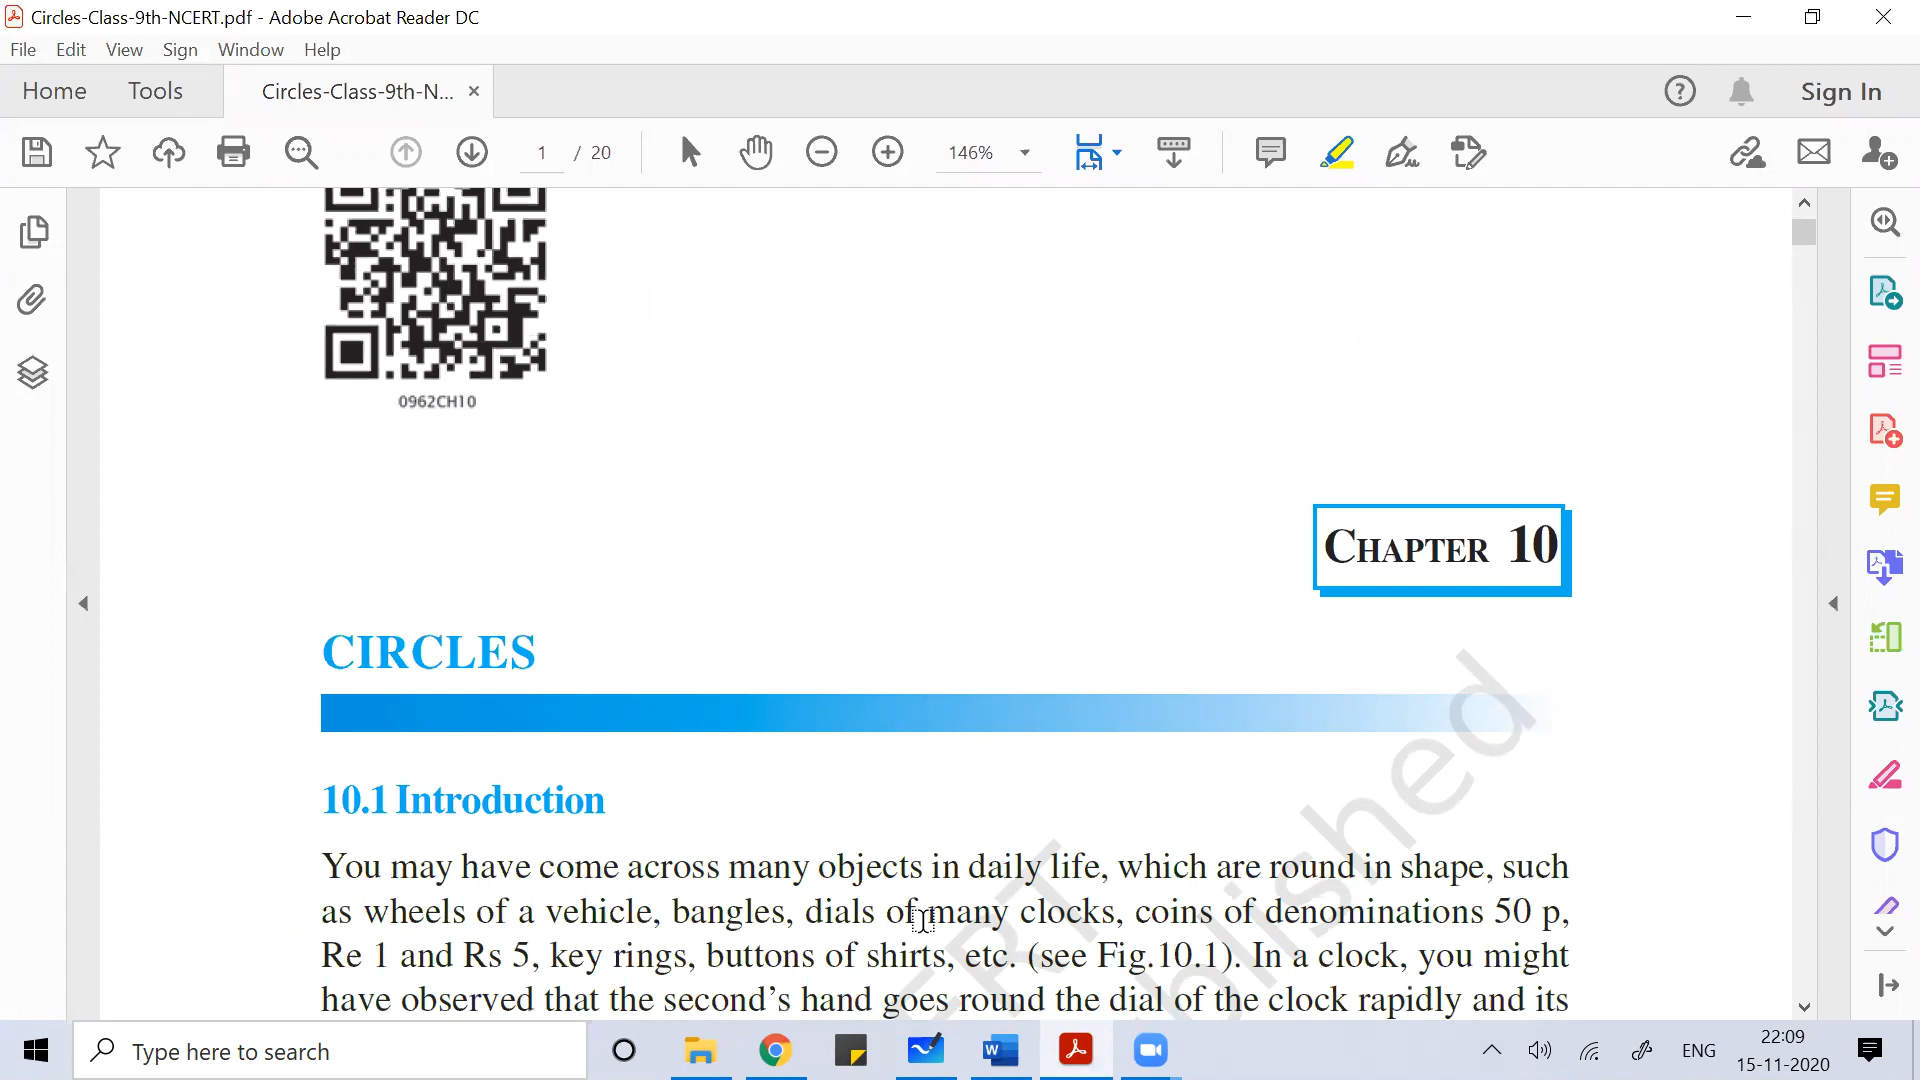 Circles-Class-9th-NCERT.pdf - Adobe Acrobat Reader DC
File Edit View Sign Window Help
Home Tools Circles-Class-9th-N... × Sign In
1 / 20 146%
0962CH10
CHAPTER 10
CIRCLES
10.1 Introduction
You may have come across many objects in daily life, which are round in shape, such
as wheels of a vehicle, bangles, dials of many clocks, coins of denominations 50 p,
Re 1 and Rs 5, key rings, buttons of shirts, etc. (see Fig.10.1). In a clock, you might
have observed that the second’s hand goes round the dial of the clock rapidly and its
Type here to search
ENG
22:09
15-11-2020